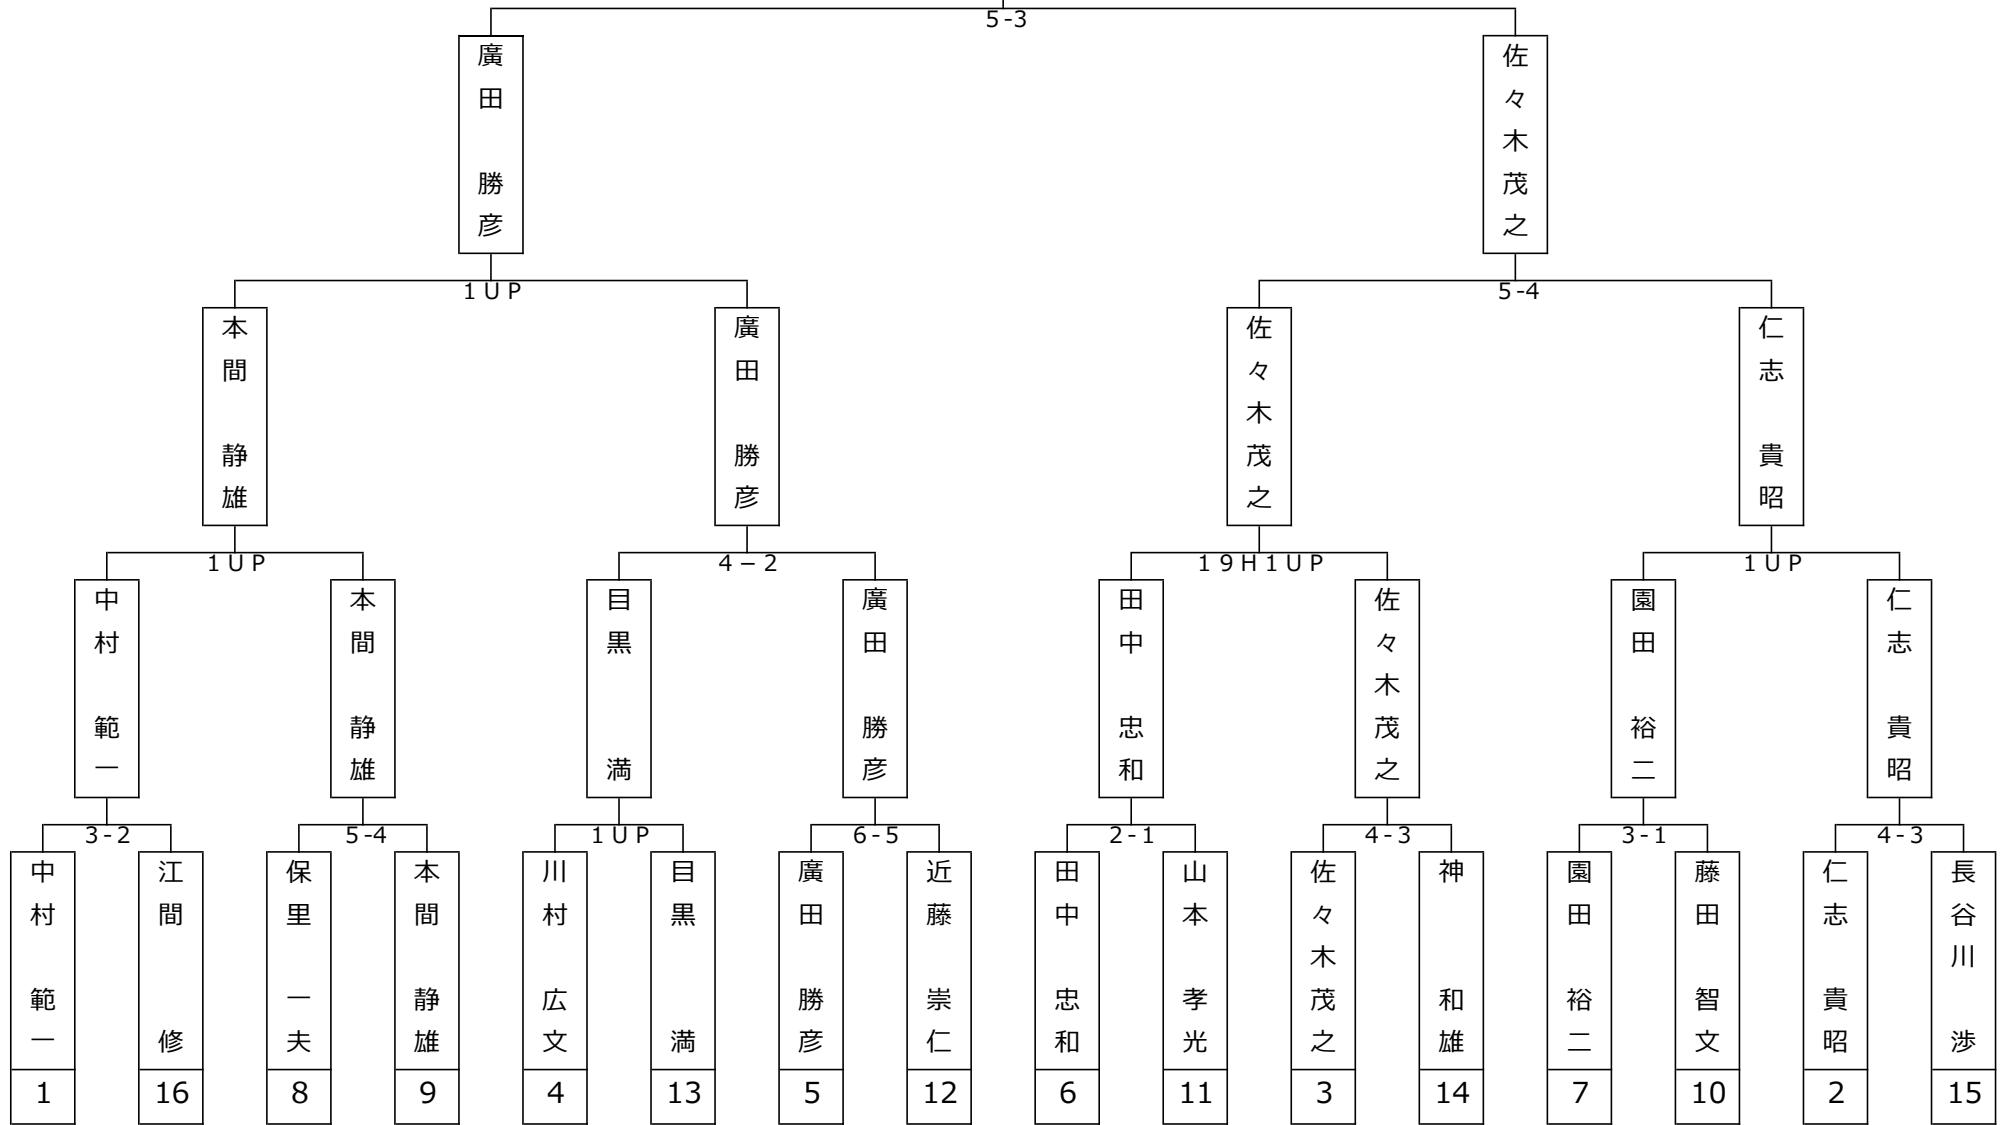 5-3
廣田 勝彦
佐々木茂之
1UP
5-4
本間 静雄
廣田 勝彦
佐々木茂之
仁志 貴昭
1UP
4－2
19H1UP
1UP
中村 範一
本間 静雄
目黒 満
廣田 勝彦
田中 忠和
佐々木茂之
園田 裕二
仁志 貴昭
3-2
5-4
1UP
6-5
2-1
4-3
3-1
4-3
中村 範一
江間 修
保里 一夫
本間 静雄
川村 広文
目黒 満
廣田 勝彦
近藤 崇仁
田中 忠和
山本 孝光
佐々木茂之
神 和雄
園田 裕二
藤田 智文
仁志 貴昭
長谷川 渉
1
16
8
9
4
13
5
12
6
11
3
14
7
10
2
15